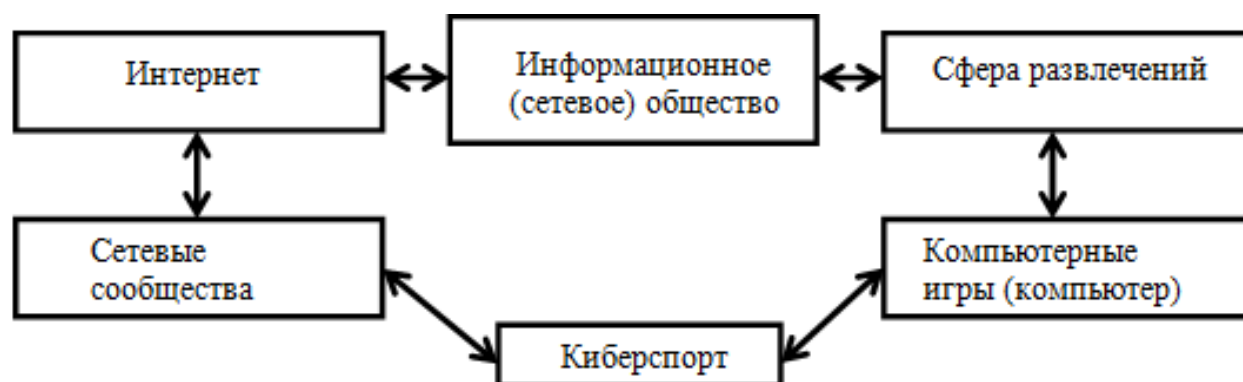 Интернет
Информационное
(сетевое) общество
Сфера развлечений
Сетевые
сообщества
Компьютерные
игры (компьютер)
Киберспорт